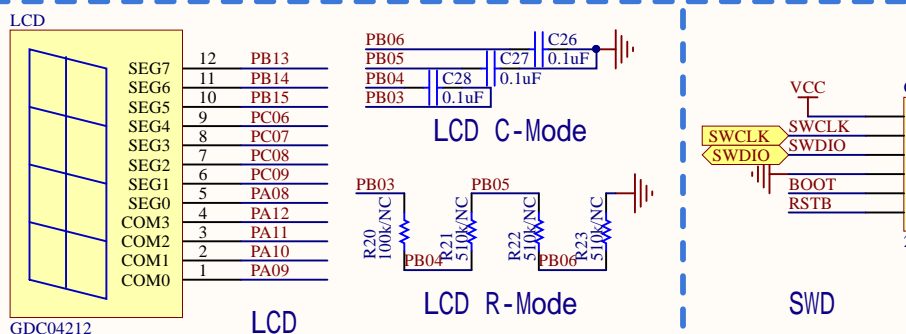 LCD
SEG7 12 PB13
SEG6 11 PB14
SEG5 10 PB15
SEG4 9 PC06
SEG3 8 PC07
SEG2 7 PC08
SEG1 6 PC09
SEG0 5 PA08
COM3 4 PA12
COM2 3 PA11
COM1 2 PA10
COM0 1 PA09
GDC04212
LCD
PB06 C26
PB05 C27 0.1uF
PB04 C28 0.1uF
PB03 0.1uF
LCD C-Mode
PB03 PB05
R20 100k/NC
R21 510k/NC
R22 510k/NC
R23 510k/NC
PB04 PB06
LCD R-Mode
VCC
SWCLK SWCLK
SWDIO SWDIO
BOOT
RSTB
SWD